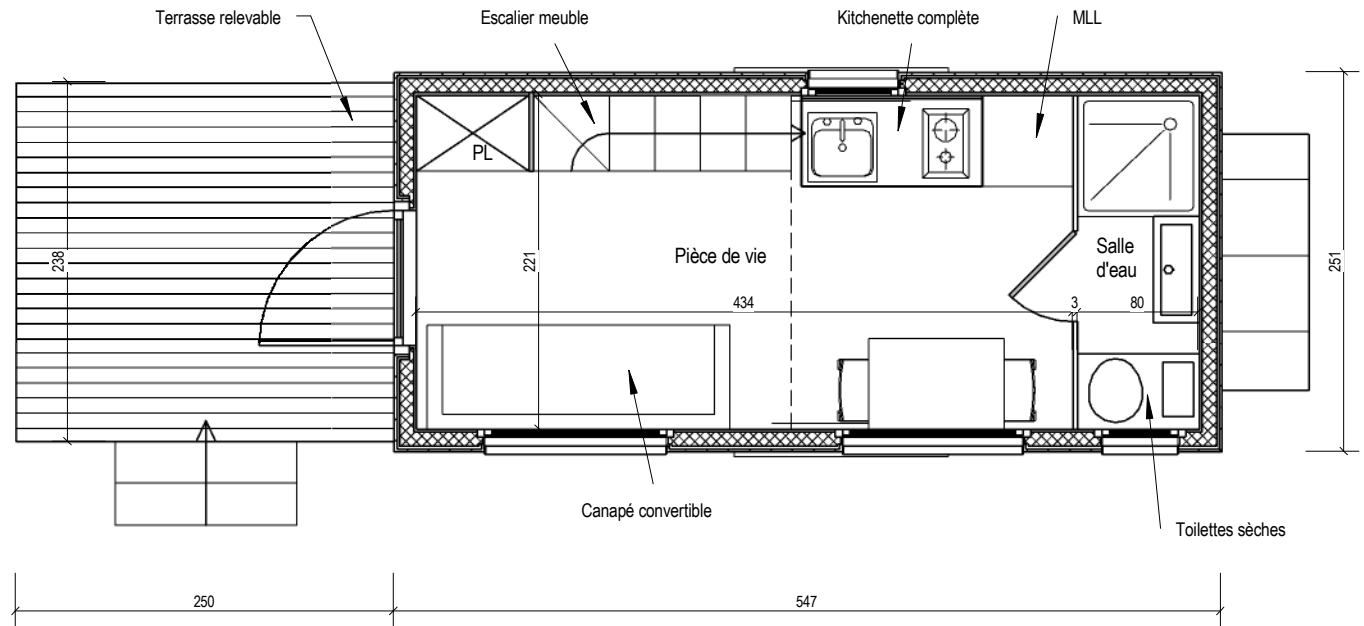 Terrasse relevable
Escalier meuble
Kitchenette complète
MLL
PL
238
221
251
Pièce de vie
Salle
d'eau
434
3
80
Canapé convertible
Toilettes sèches
250
547